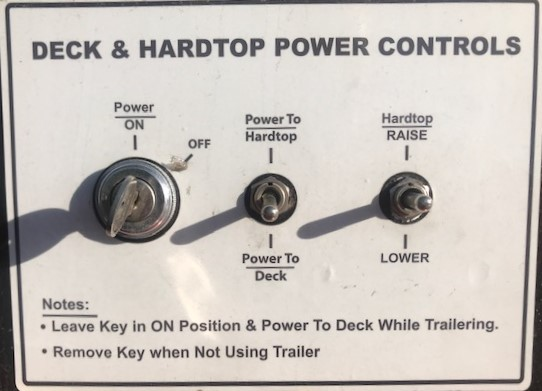 DECK & HARDTOP POWER CONTROLS
Power
ON
OFF
Power To
Hardtop
Hardtop
RAISE
Power To
Deck
LOWER
Notes:
• Leave Key in ON Position & Power To Deck While Trailering.
• Remove Key when Not Using Trailer